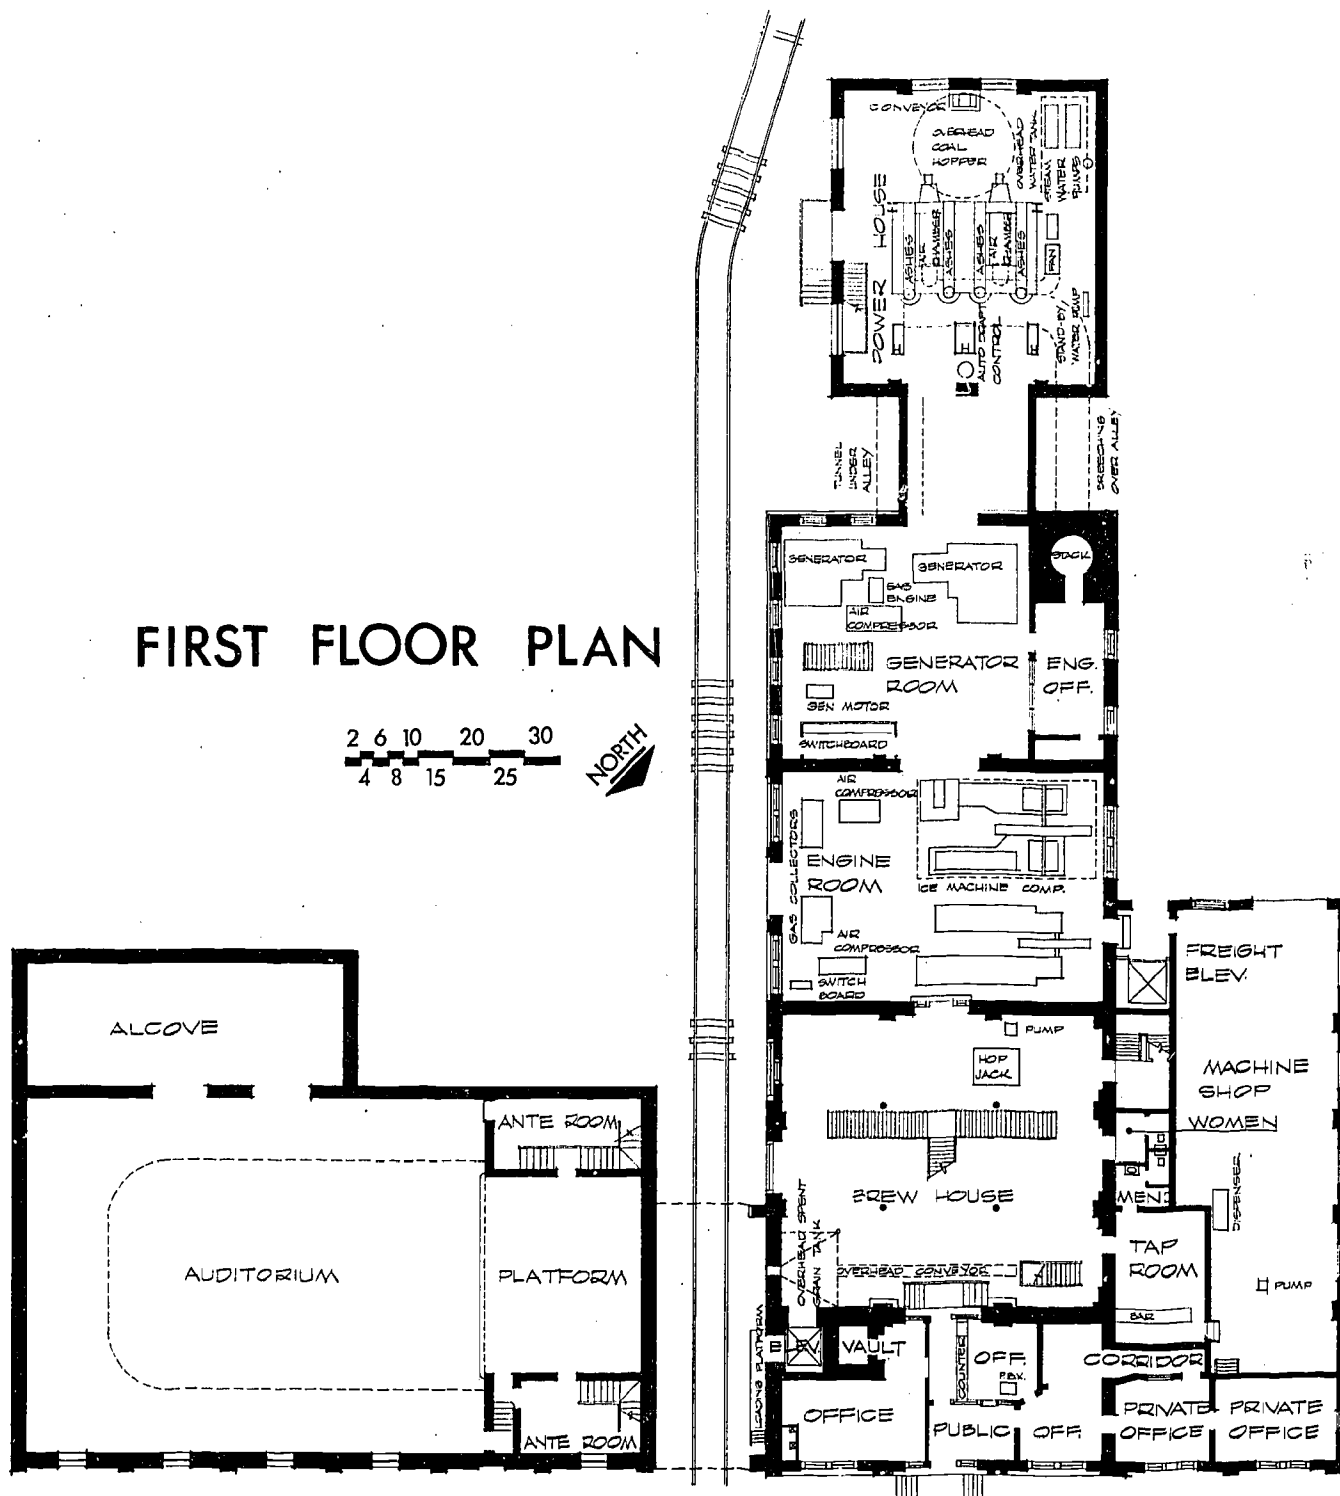 CONVEYOR
OVERHEAD
COAL
HOPPER
OVERHEAD
WATER TANK
STEAM
WATER
PUMPS
POWER HOUSE
ASHES
AIR
CHAMBER
ASHES
ASHES
AIR
CHAMBER
ASHES
FAN
AUTO DRAFT
CONTROL
STAND-BY
WATER PUMP
TUNNEL
UNDER
ALLEY
BREECHING
OVER ALLEY
GENERATOR
GENERATOR
STACK
GAS
ENGINE
AIR
COMPRESSOR
GENERATOR
ROOM
ENG.
OFF.
GEN MOTOR
SWITCHBOARD
FIRST FLOOR PLAN
2 6 10 20 30
4 8 15 25
NORTH
AIR
COMPRESSOR
GAS COLLECTORS
ENGINE
ROOM
ICE MACHINE COMP.
AIR
COMPRESSOR
SWITCH
BOARD
FREIGHT
ELEV.
ALCOVE
PUMP
HOP
JACK
MACHINE
SHOP
WOMEN
ANTE ROOM
BREW HOUSE
MEN
DISPENSER
OVERHEAD SPENT
GRAIN TANK
TAP
ROOM
AUDITORIUM
PLATFORM
OVERHEAD CONVEYOR
PUMP
BAR
LOADING PLATFORM
ELEV.
VAULT
COUNTER
OFF.
P.B.X.
CORRIDOR
OFFICE
PUBLIC
OFF.
PRIVATE
OFFICE
PRIVATE
OFFICE
ANTE ROOM